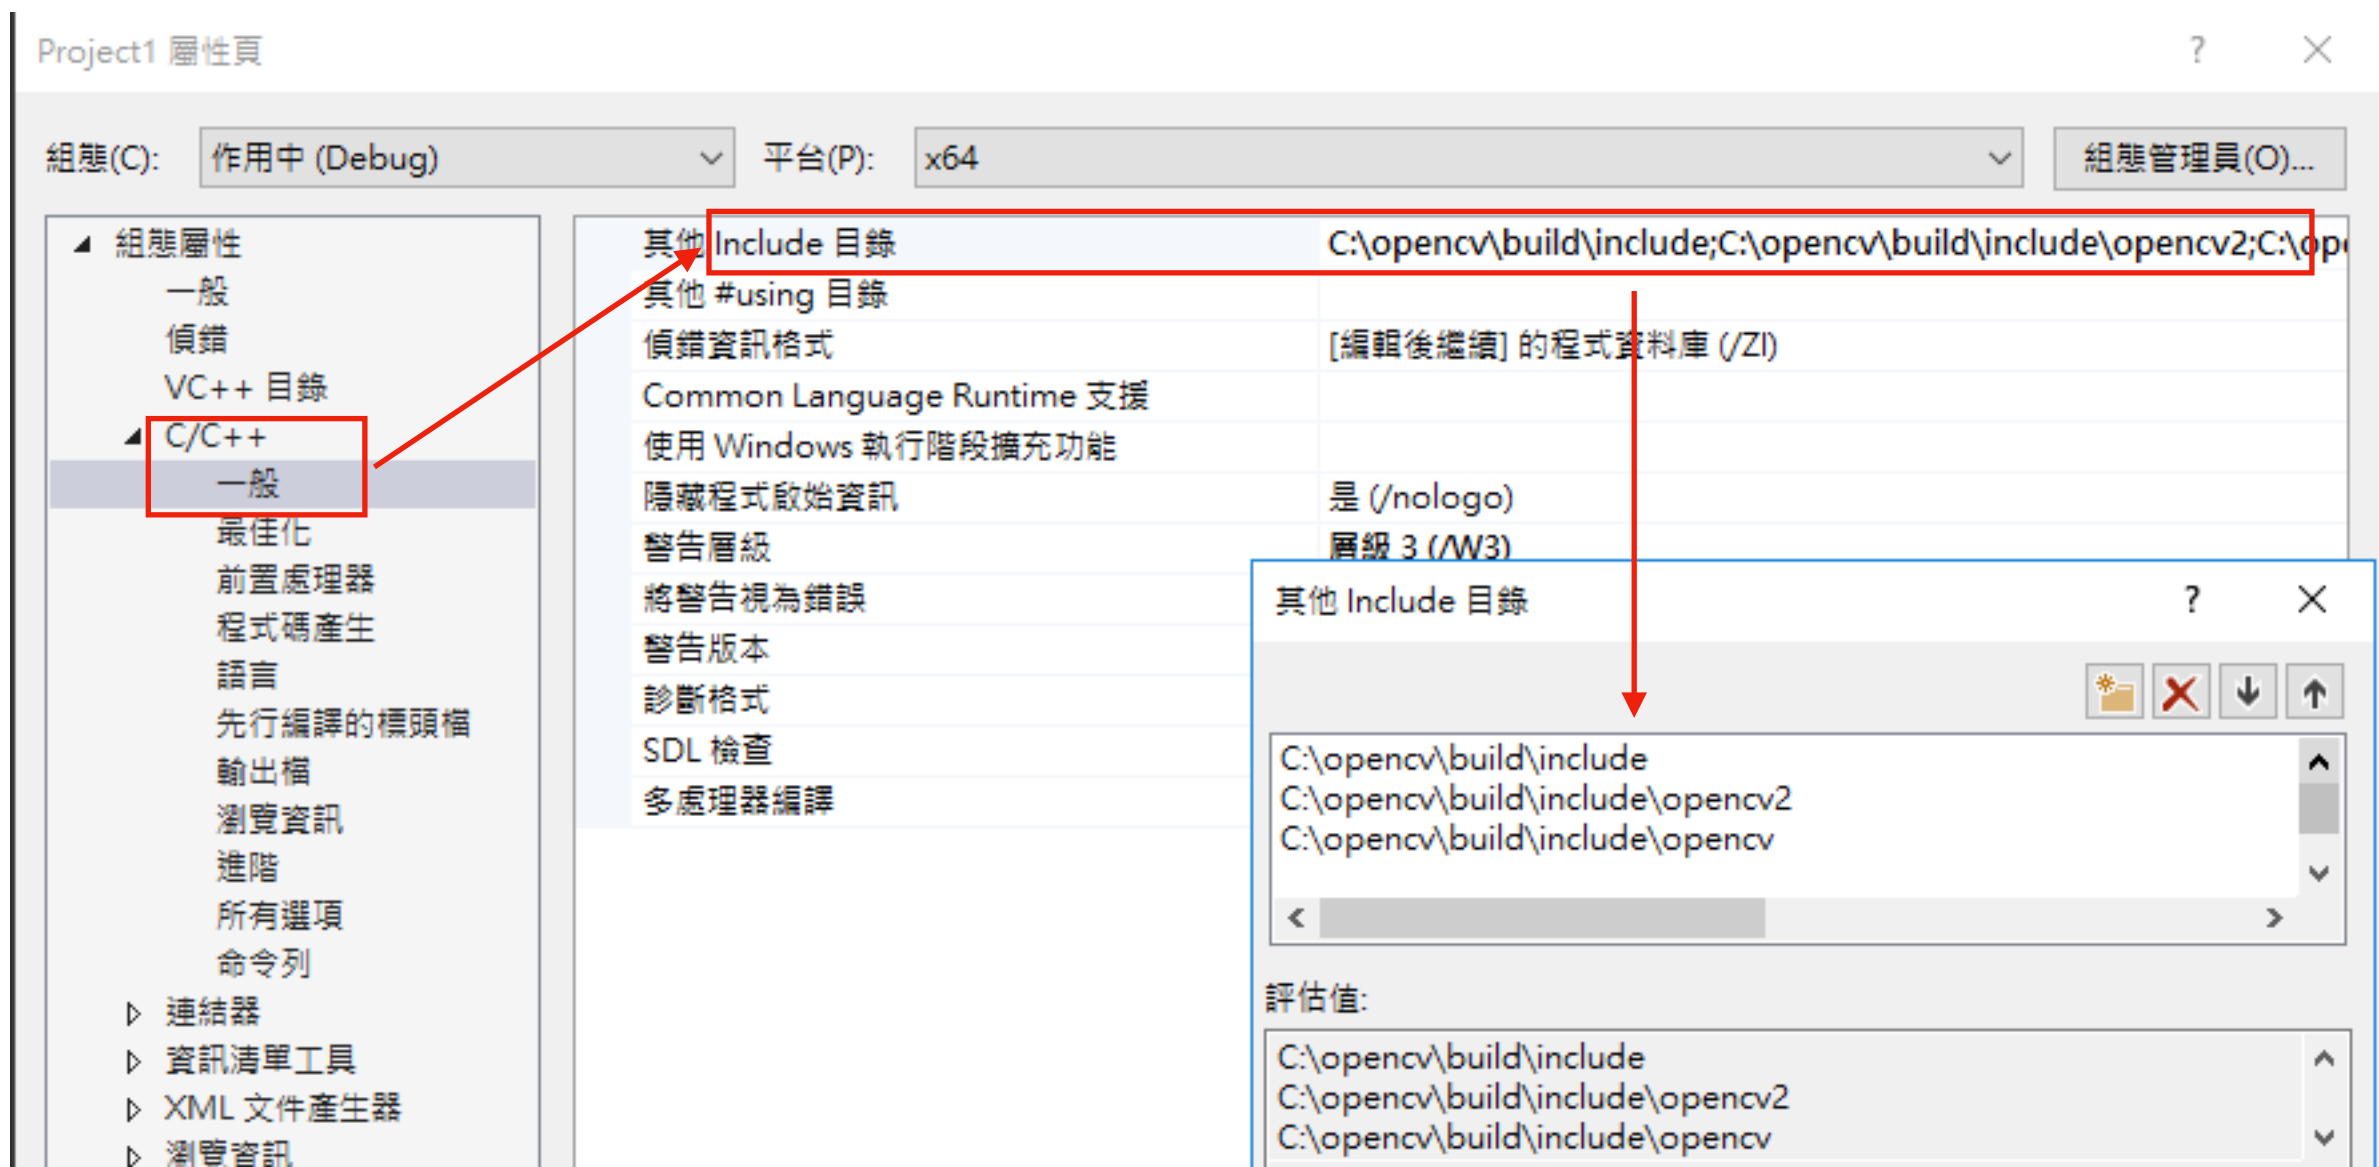 Project1 屬性頁
組態(C): 作用中 (Debug) 平台(P): x64 組態管理員(O)...
組態屬性
一般
偵錯
VC++ 目錄
C/C++
一般
最佳化
前置處理器
程式碼產生
語言
先行編譯的標頭檔
輸出檔
瀏覽資訊
進階
所有選項
命令列
連結器
資訊清單工具
XML 文件產生器
瀏覽資訊
其他 Include 目錄 C:\opencv\build\include;C:\opencv\build\include\opencv2;C:\ope
其他 #using 目錄
偵錯資訊格式 [編輯後繼續] 的程式資料庫 (/ZI)
Common Language Runtime 支援
使用 Windows 執行階段擴充功能
隱藏程式啟始資訊 是 (/nologo)
警告層級 層級 3 (/W3)
將警告視為錯誤
警告版本
診斷格式
SDL 檢查
多處理器編譯
其他 Include 目錄
C:\opencv\build\include
C:\opencv\build\include\opencv2
C:\opencv\build\include\opencv
評估值:
C:\opencv\build\include
C:\opencv\build\include\opencv2
C:\opencv\build\include\opencv